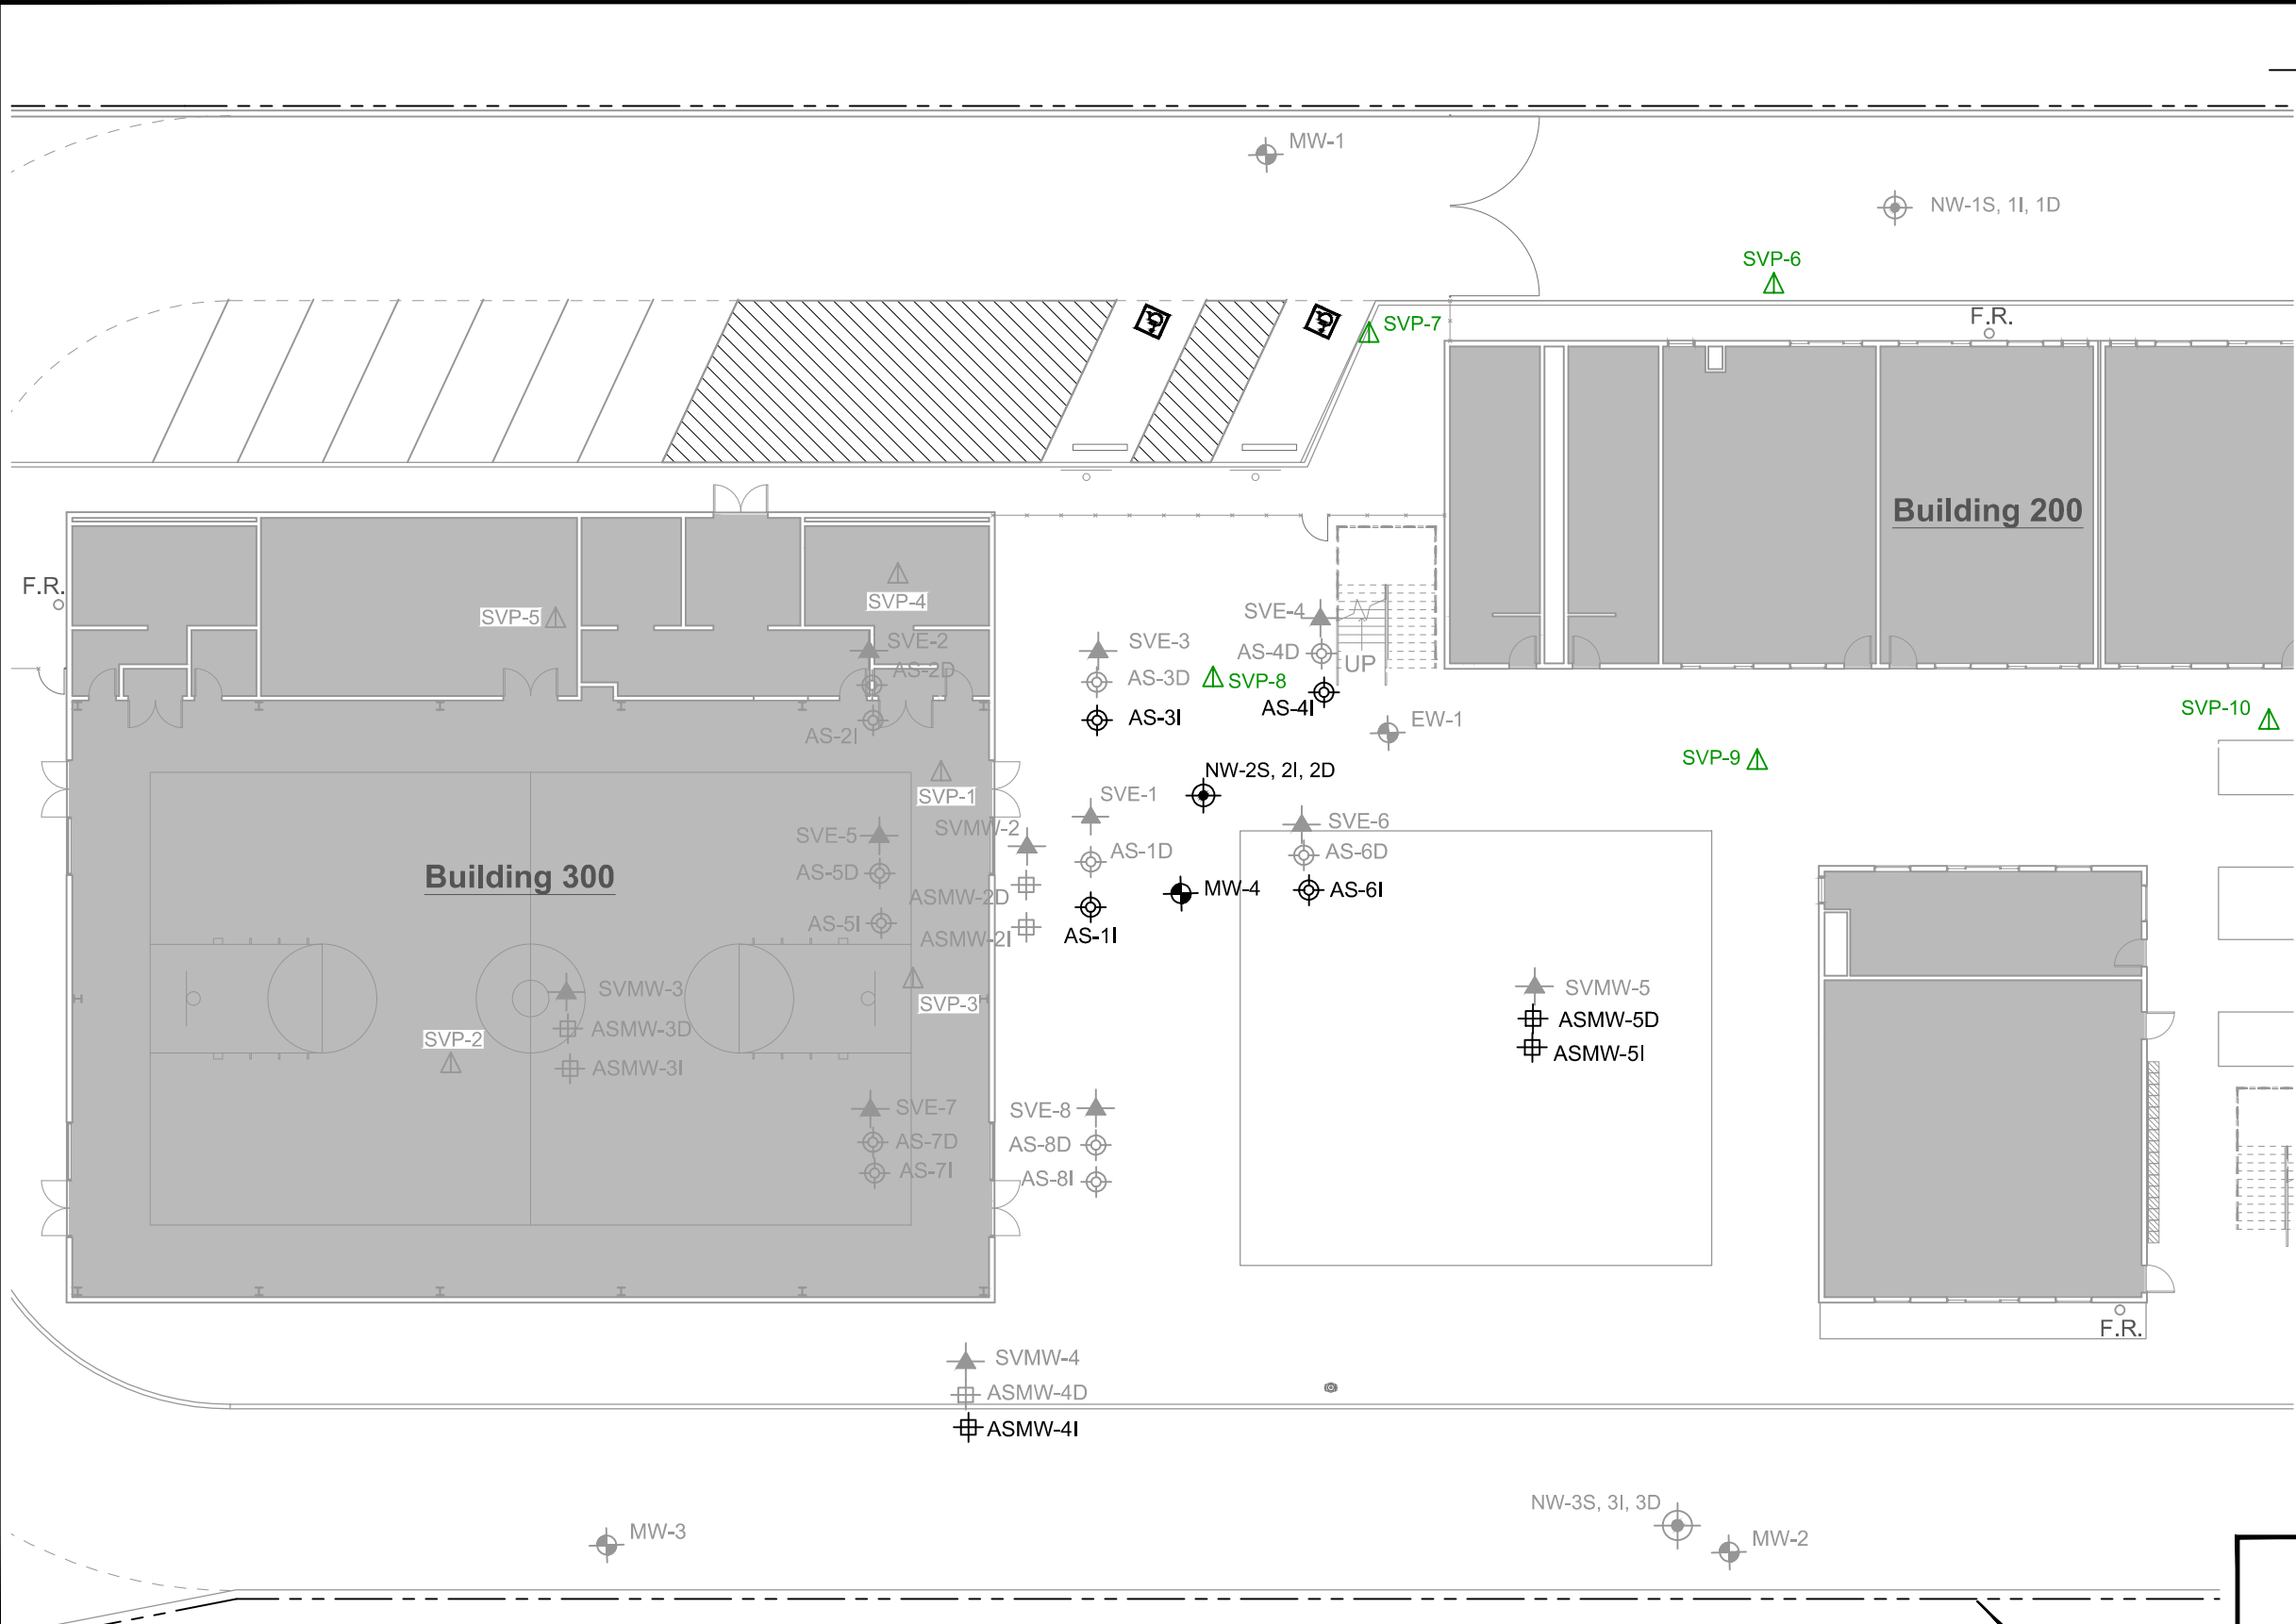 MW-1
NW-1S, 1I, 1D
SVP-6
F.R.
SVP-7
Building 200
F.R.
SVP-5
SVP-4
SVE-2
AS-2D
AS-2I
SVE-3
AS-3D
AS-3I
SVP-8
SVE-4
AS-4D
UP
AS-4I
EW-1
SVP-10
SVP-9
NW-2S, 2I, 2D
SVP-1
SVE-1
SVE-5
SVMW-2
SVE-6
AS-1D
AS-6D
Building 300
AS-5D
ASMW-2D
MW-4
AS-6I
AS-5I
ASMW-2I
AS-1I
SVMW-3
SVP-3
SVMW-5
ASMW-3D
ASMW-5D
SVP-2
ASMW-5I
ASMW-3I
SVE-7
SVE-8
AS-7D
AS-8D
AS-7I
AS-8I
F.R.
SVMW-4
ASMW-4D
ASMW-4I
NW-3S, 3I, 3D
MW-3
MW-2